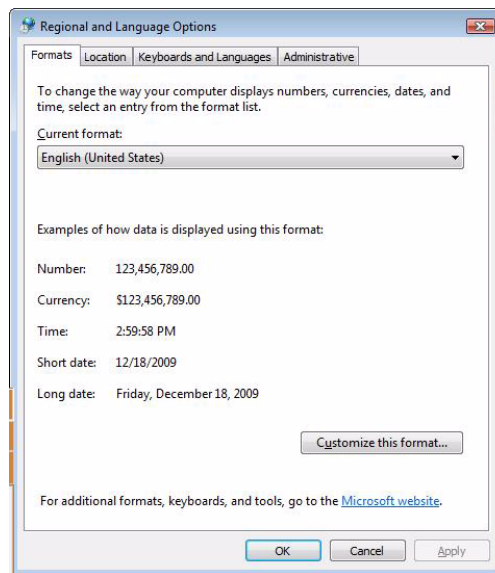 Regional and Language Options
Formats Location Keyboards and Languages Administrative
To change the way your computer displays numbers, currencies, dates, and
time, select an entry from the format list.
Current format:
English (United States)
Examples of how data is displayed using this format:
Number: 123,456,789.00
Currency: $123,456,789.00
Time: 2:59:58 PM
Short date: 12/18/2009
Long date: Friday, December 18, 2009
Customize this format...
For additional formats, keyboards, and tools, go to the Microsoft website.
OK Cancel Apply